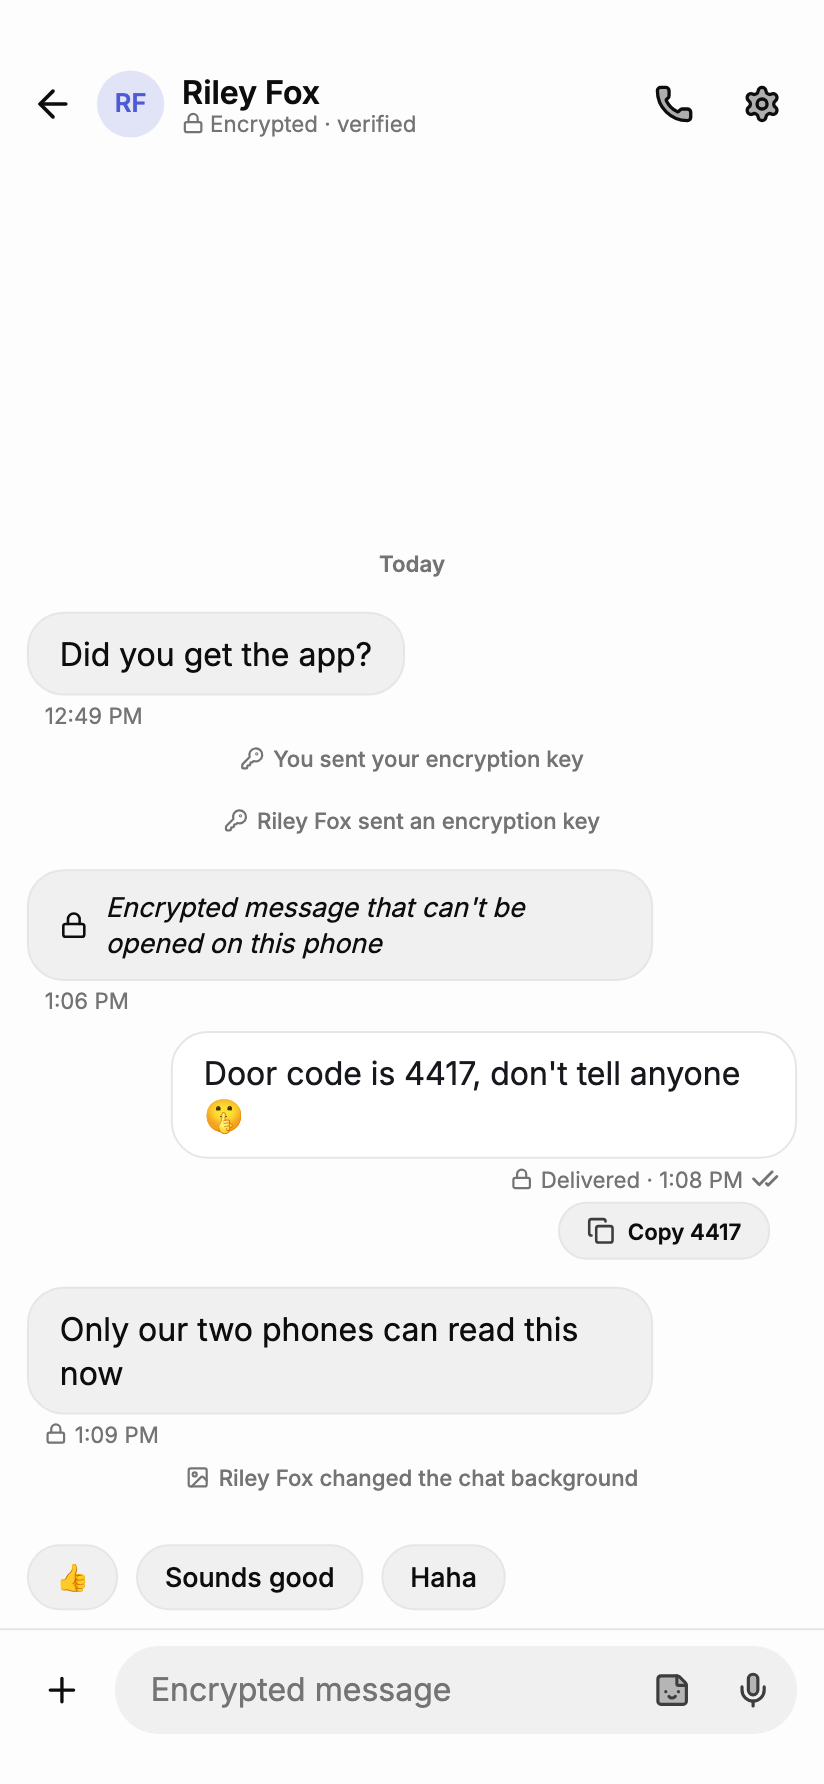 RF
Riley Fox
Encrypted · verified
Today
Did you get the app?
12:49 PM
You sent your encryption key
Riley Fox sent an encryption key
Encrypted message that can't be
opened on this phone
1:06 PM
Door code is 4417, don't tell anyone
🤫
Delivered · 1:08 PM
Copy 4417
Only our two phones can read this
now
1:09 PM
Riley Fox changed the chat background
👍 Sounds good Haha
Encrypted message